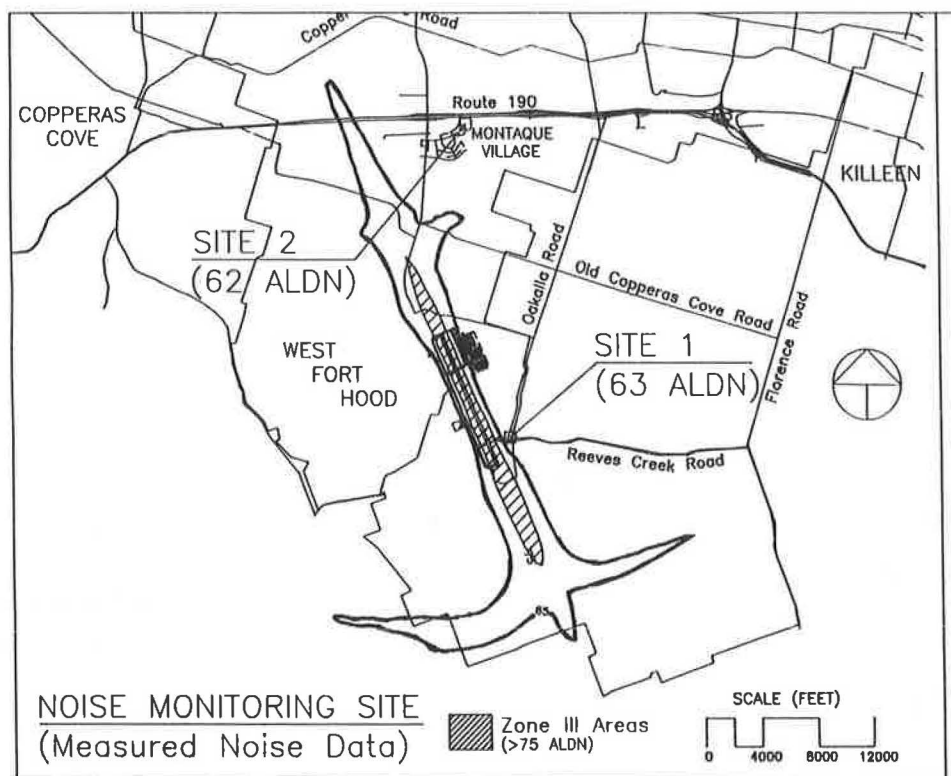 Copperas Road
Route 190
COPPERAS
COVE
MONTAQUE
VILLAGE
KILLEEN
SITE 2
(62 ALDN)
Oakalla Road
Old Copperas Cove Road
Florence Road
SITE 1
(63 ALDN)
WEST
FORT
HOOD
Reeves Creek Road
65
NOISE MONITORING SITE
(Measured Noise Data)
Zone III Areas
(>75 ALDN)
SCALE (FEET)
0 4000 8000 12000